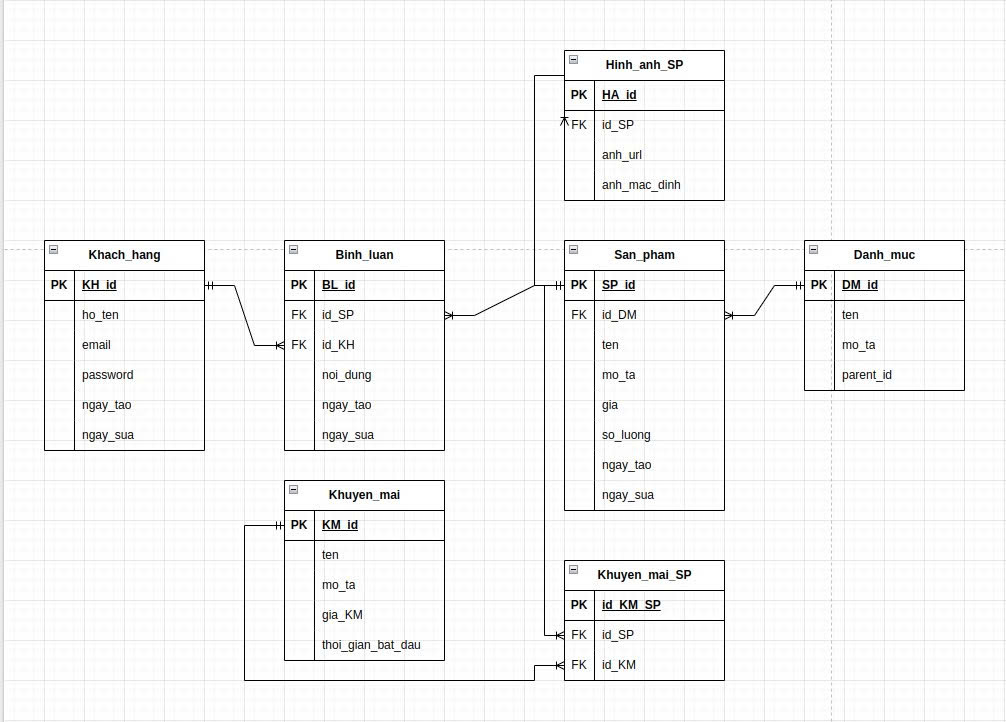 Hinh_anh_SP
PK HA_id
FK id_SP
anh_url
anh_mac_dinh
Khach_hang
PK KH_id
ho_ten
email
password
ngay_tao
ngay_sua
Binh_luan
PK BL_id
FK id_SP
FK id_KH
noi_dung
ngay_tao
ngay_sua
San_pham
PK SP_id
FK id_DM
ten
mo_ta
gia
so_luong
ngay_tao
ngay_sua
Danh_muc
PK DM_id
ten
mo_ta
parent_id
Khuyen_mai
PK KM_id
ten
mo_ta
gia_KM
thoi_gian_bat_dau
Khuyen_mai_SP
PK id_KM_SP
FK id_SP
FK id_KM